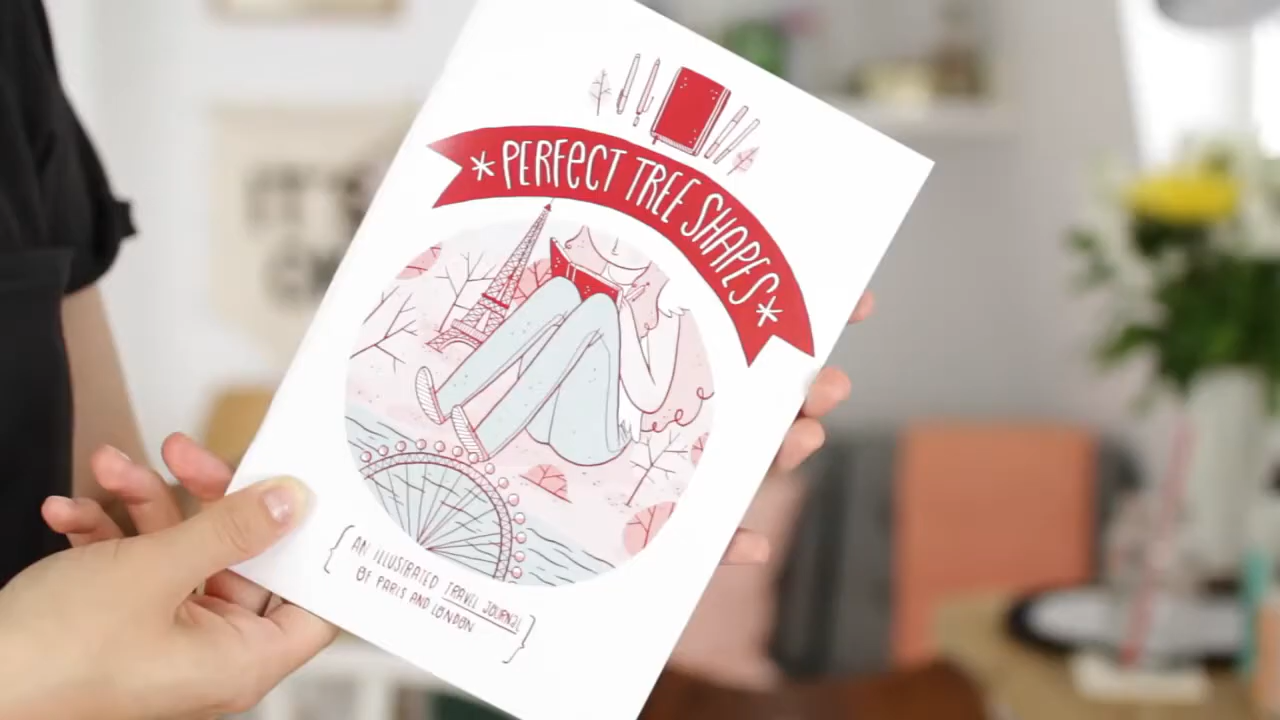 *PERFECT TREE SHAPES*
{AN ILLUSTRATED TRAVEL JOURNAL
OF PARIS AND LONDON}